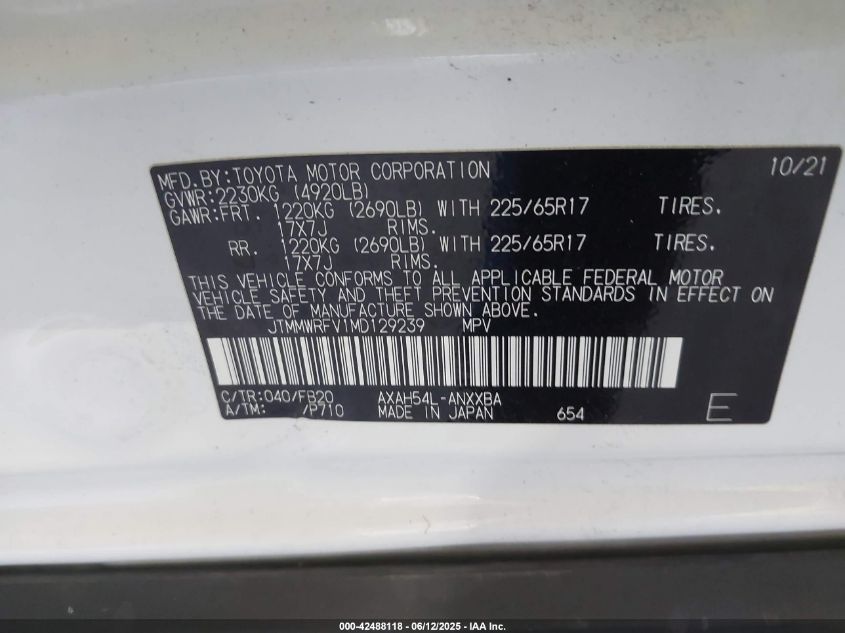 MFD.BY:TOYOTA MOTOR CORPORATION 10/21
GVWR:2230KG (4920LB)
GAWR:FRT. 1220KG (2690LB) WITH 225/65R17 TIRES.
17X7J RIMS.
RR. 1220KG (2690LB) WITH 225/65R17 TIRES.
17X7J RIMS.
THIS VEHICLE CONFORMS TO ALL APPLICABLE FEDERAL MOTOR
VEHICLE SAFETY AND THEFT PREVENTION STANDARDS IN EFFECT ON
THE DATE OF MANUFACTURE SHOWN ABOVE.
JTMMWRFV1MD129239 MPV
C/TR:040/FB20 AXAH54L-ANXXBA
A/TM: /P710 MADE IN JAPAN 654 E
000-42488118 - 06/12/2025 - IAA Inc.